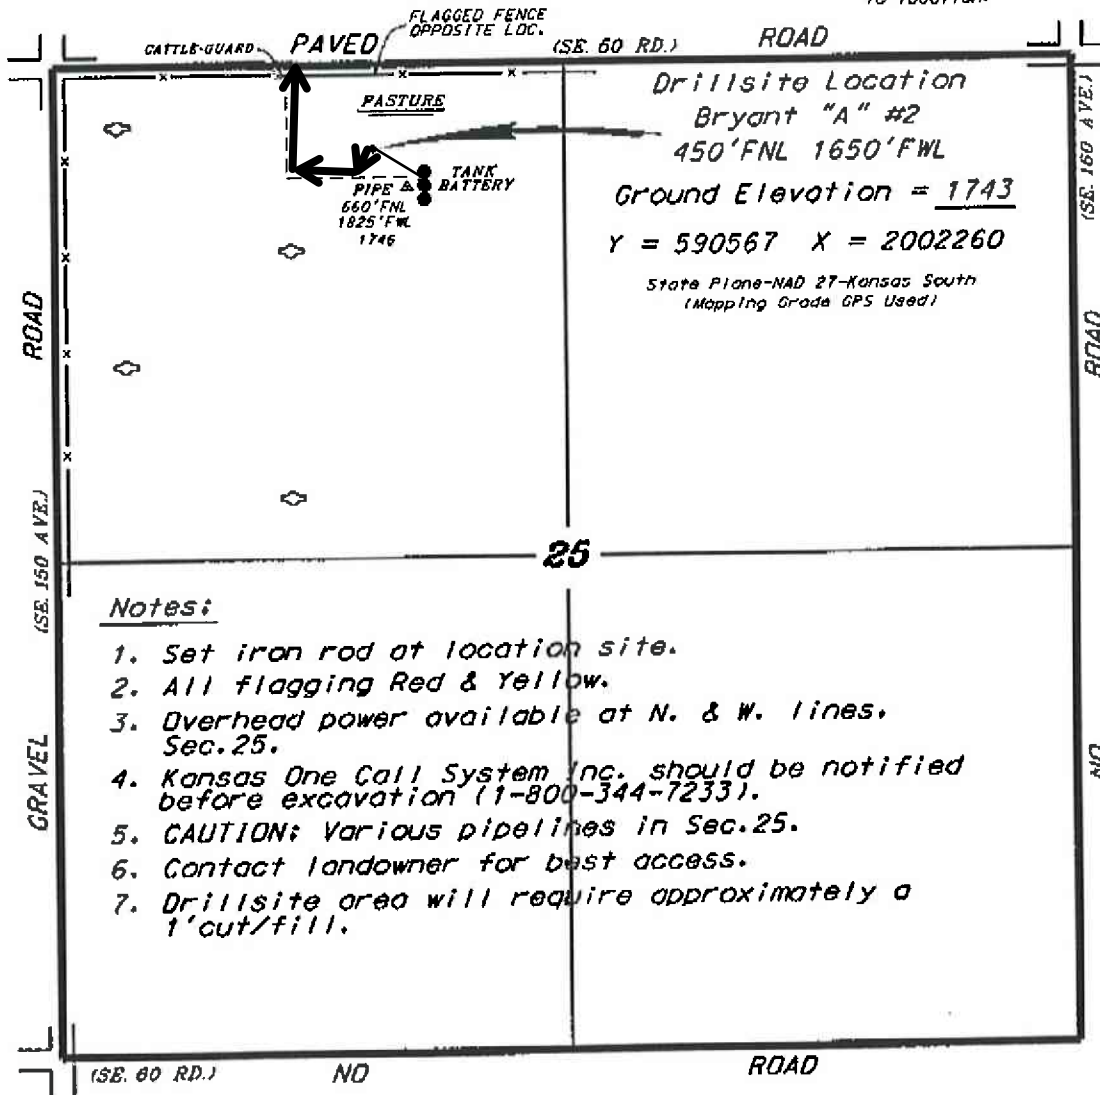 FLAGGED FENCE
OPPOSITE LOC.
CATTLE-GUARD
PAVED
(SE. 60 RD.)
ROAD
PASTURE
Drillsite Location
Bryant "A" #2
450'FNL 1650'FWL
Ground Elevation = 1743
Y = 590567 X = 2002260
State Plane-NAD 27-Kansas South
(Mapping Grade GPS Used)
TANK
BATTERY
PIPE
660'FNL
1825'FWL
1746
(SE. 160 AVE.)
ROAD
ROAD
(SE. 150 AVE.)
GRAVEL
25
Notes:
1. Set iron rod at location site.
2. All flagging Red & Yellow.
3. Overhead power available at N. & W. lines.
Sec.25.
4. Kansas One Call System Inc. should be notified
before excavation (1-800-344-7233).
5. CAUTION: Various pipelines in Sec.25.
6. Contact landowner for best access.
7. Drillsite area will require approximately a
1'cut/fill.
NO
(SE. 60 RD.)
NO
ROAD